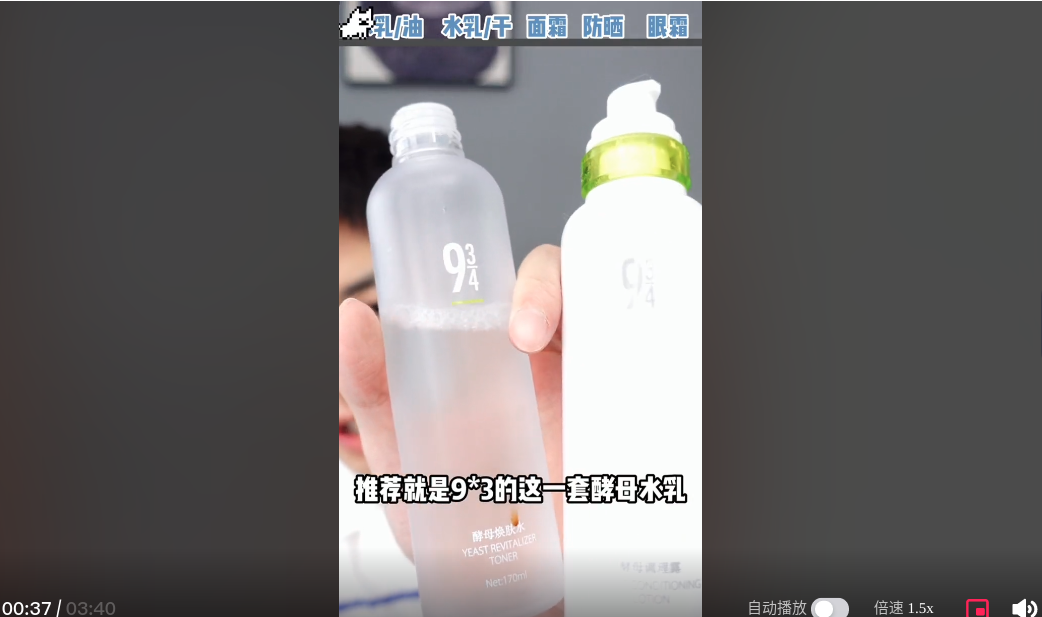 乳/油 水乳/干 面霜 防晒 眼霜
9 3/4
9 3/4
推荐就是9*3的这一套酵母水乳
酵母焕肤水
YEAST REVITALIZER
TONER
Net:170ml
00:37 / 03:40
自动播放 倍速 1.5x